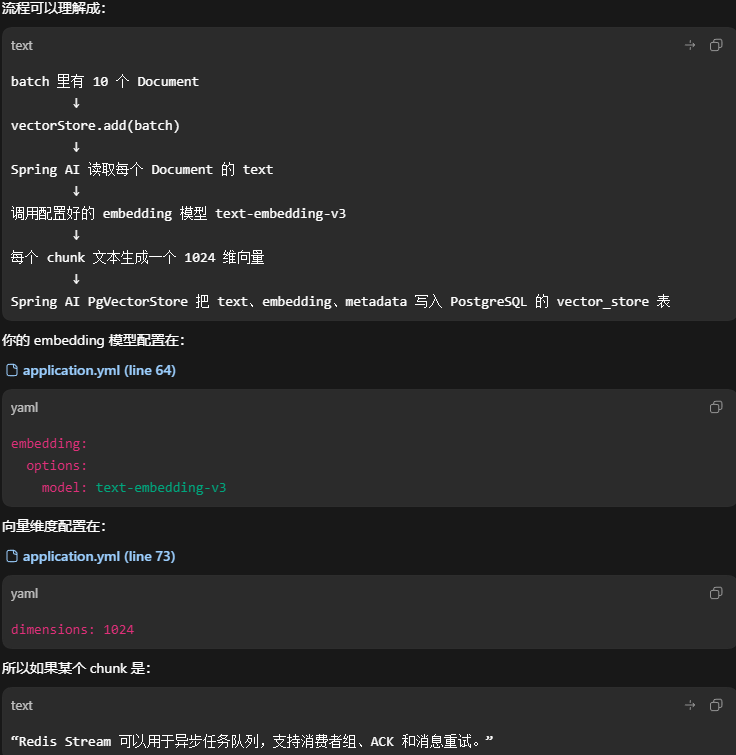 流程可以理解成：
text
batch 里有 10 个 Document
↓
vectorStore.add(batch)
↓
Spring AI 读取每个 Document 的 text
↓
调用配置好的 embedding 模型 text-embedding-v3
↓
每个 chunk 文本生成一个 1024 维向量
↓
Spring AI PgVectorStore 把 text、embedding、metadata 写入 PostgreSQL 的 vector_store 表
你的 embedding 模型配置在：
application.yml (line 64)
yaml
embedding:
  options:
    model: text-embedding-v3
向量维度配置在：
application.yml (line 73)
yaml
dimensions: 1024
所以如果某个 chunk 是：
text
“Redis Stream 可以用于异步任务队列，支持消费者组、ACK 和消息重试。”